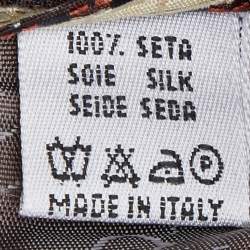 100% SETA
SOIE SILK
SEIDE SEDA
P
MADE IN ITALY